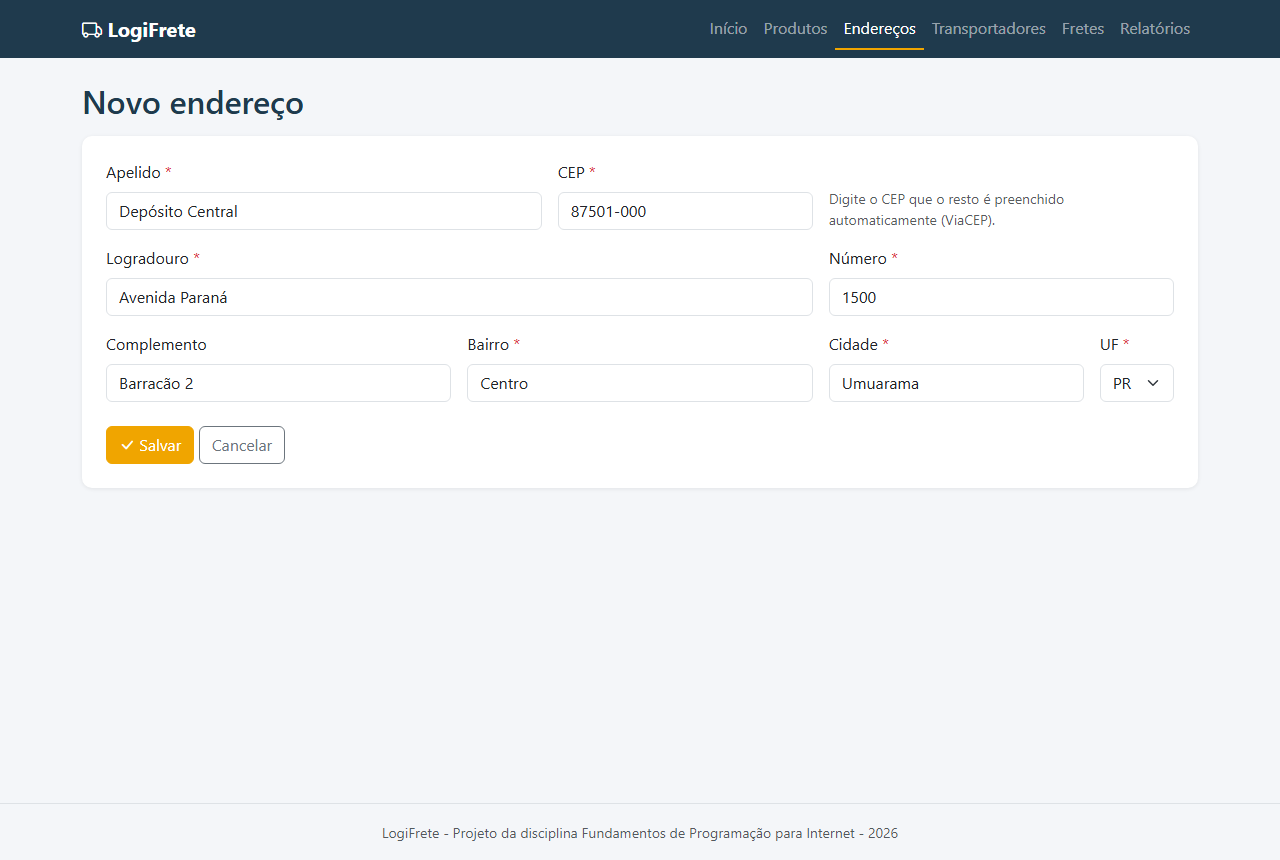 LogiFrete
Início Produtos Endereços Transportadores Fretes Relatórios
Novo endereço
Apelido * CEP *
Depósito Central 87501-000
Digite o CEP que o resto é preenchido
automaticamente (ViaCEP).
Logradouro * Número *
Avenida Paraná 1500
Complemento Bairro * Cidade * UF *
Barracão 2 Centro Umuarama PR
Salvar Cancelar
LogiFrete - Projeto da disciplina Fundamentos de Programação para Internet - 2026